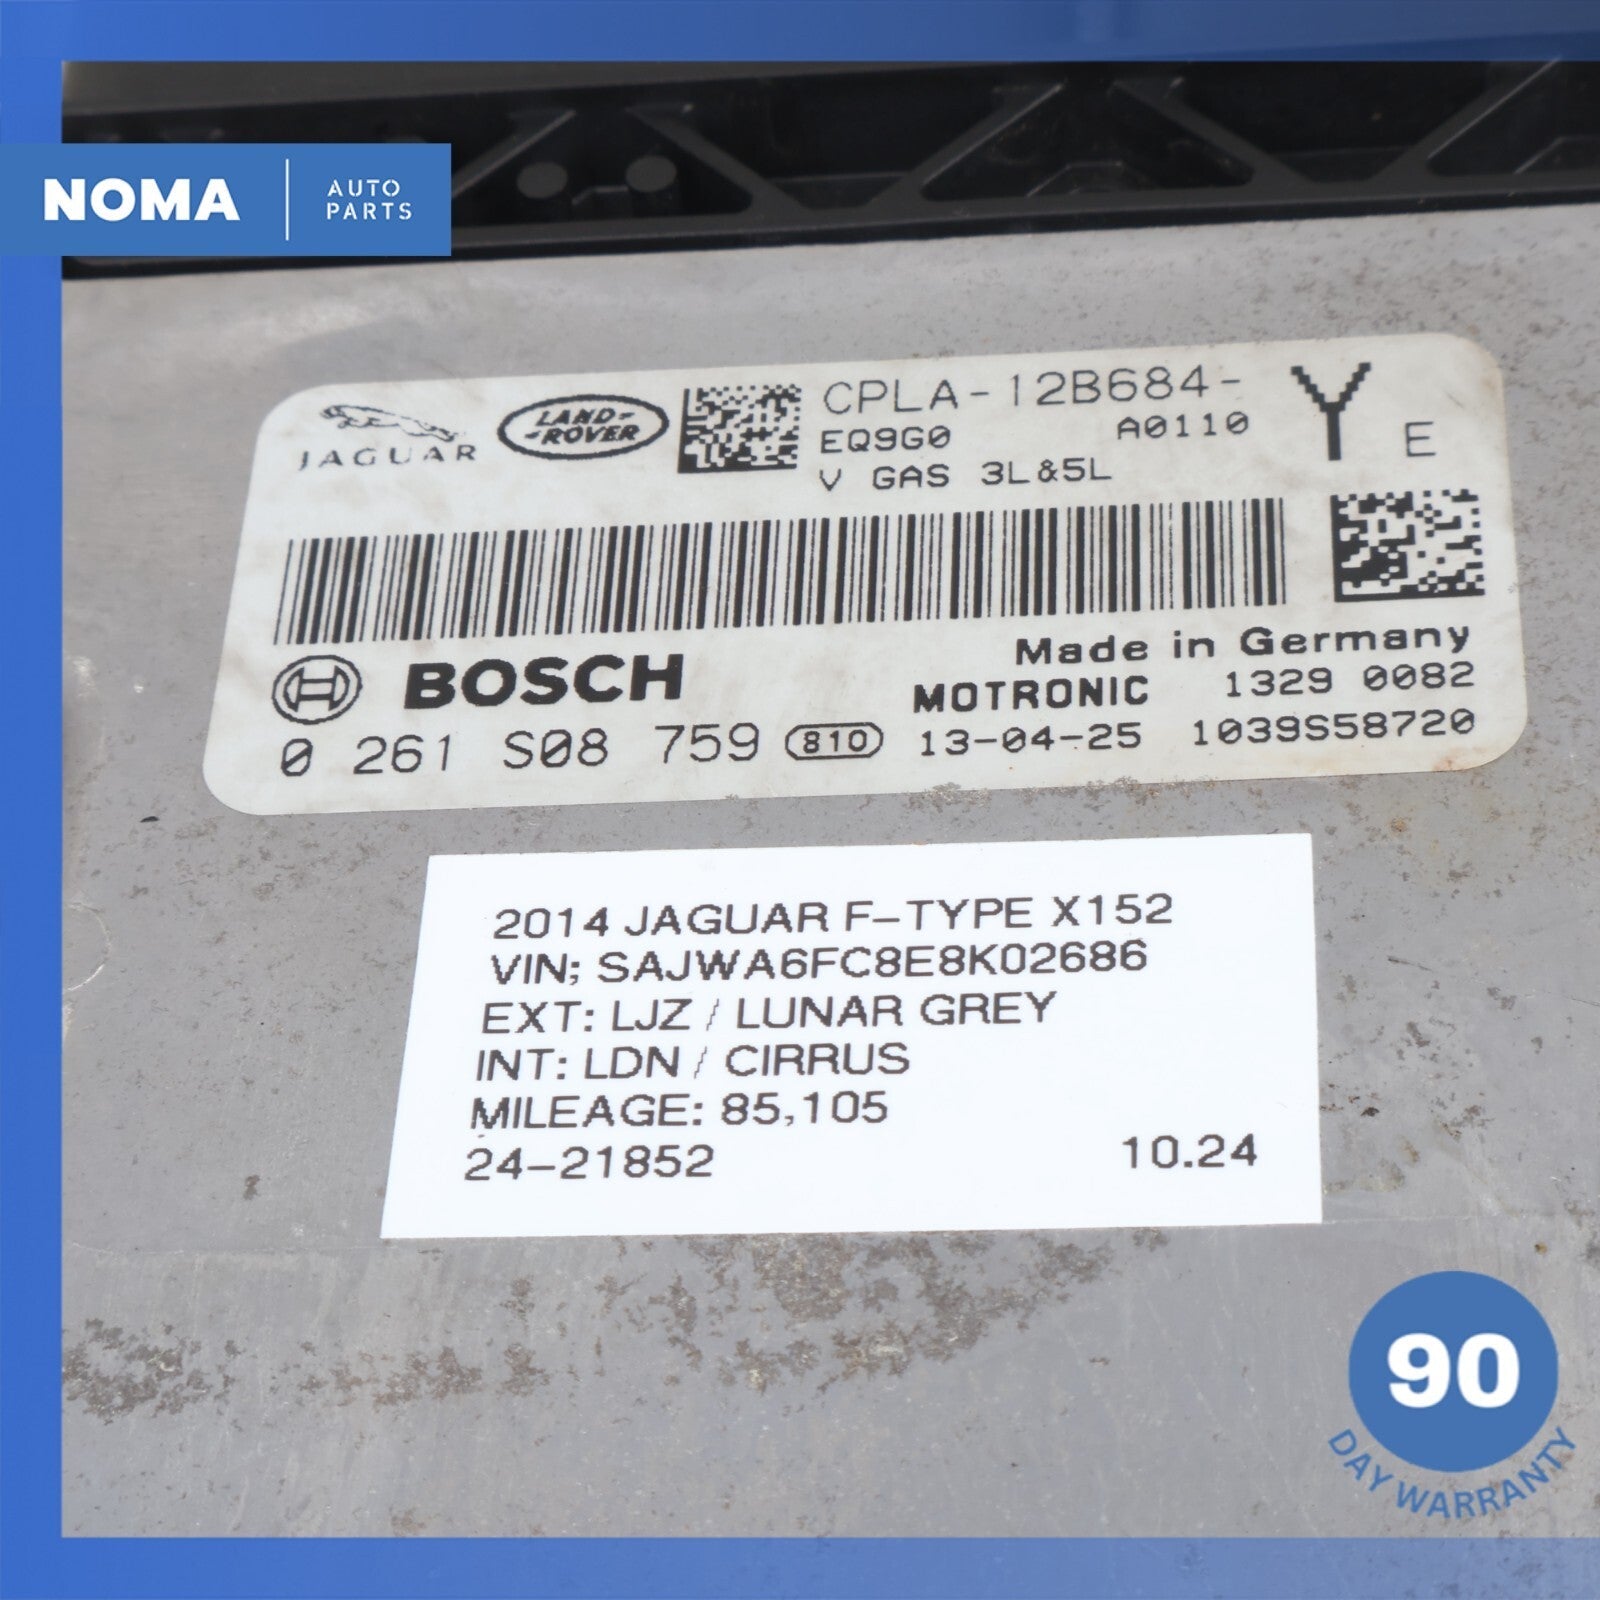 NOMA
AUTO
PARTS
JAGUAR
LAND-
-ROVER
CPLA-12B684-
EQ9G0
A0110
Y
E
V GAS 3L&5L
BOSCH
Made in Germany
MOTRONIC 1329 0082
0 261 S08 759 810 13-04-25 1039S58720
2014 JAGUAR F-TYPE X152
VIN; SAJWA6FC8E8K02686
EXT: LJZ / LUNAR GREY
INT: LDN / CIRRUS
MILEAGE: 85,105
24-21852 10.24
90
DAY WARRANTY